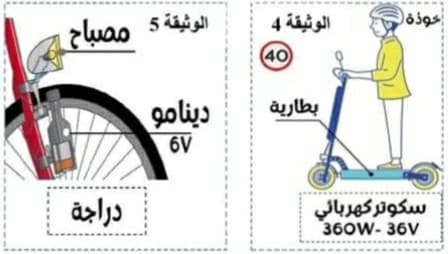 الوثيقة 4
خوذة
40
بطارية
سكوتر كهربائي
360W- 36V
الوثيقة 5
مصباح
دينامو
6V
دراجة